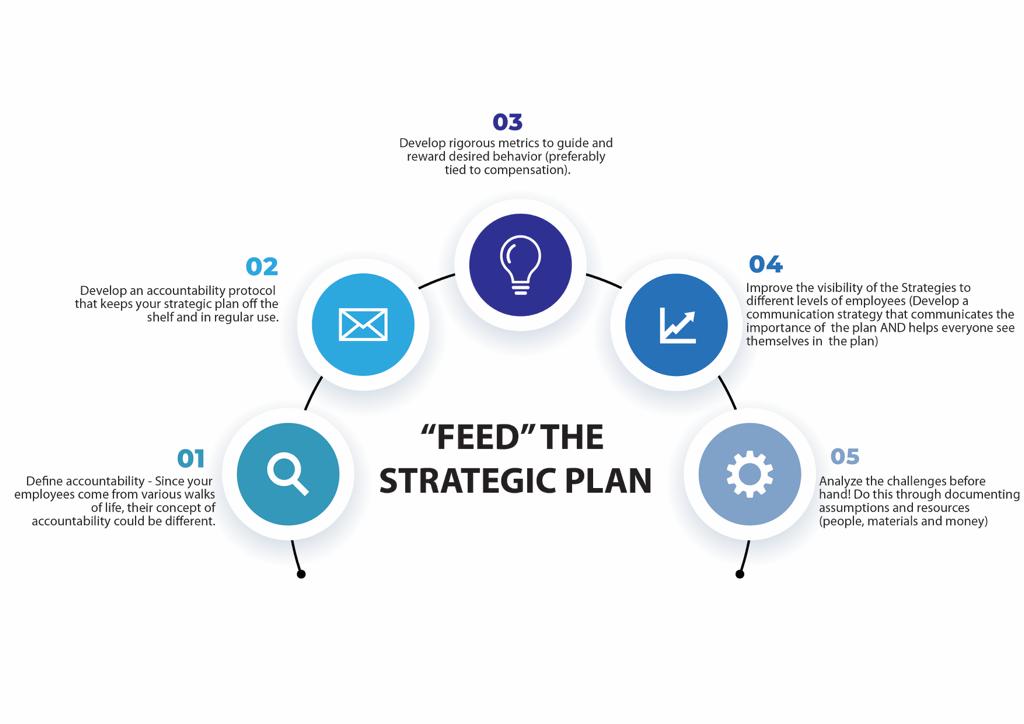 03
Develop rigorous metrics to guide and
reward desired behavior (preferably
tied to compensation).
02
Develop an accountability protocol
that keeps your strategic plan off the
shelf and in regular use.
04
Improve the visibility of the Strategies to
different levels of employees (Develop a
communication strategy that communicates the
importance of the plan AND helps everyone see
themselves in the plan)
"FEED" THE
STRATEGIC PLAN
01
Define accountability - Since your
employees come from various walks
of life, their concept of
accountability could be different.
05
Analyze the challenges before
hand! Do this through documenting
assumptions and resources
(people, materials and money)